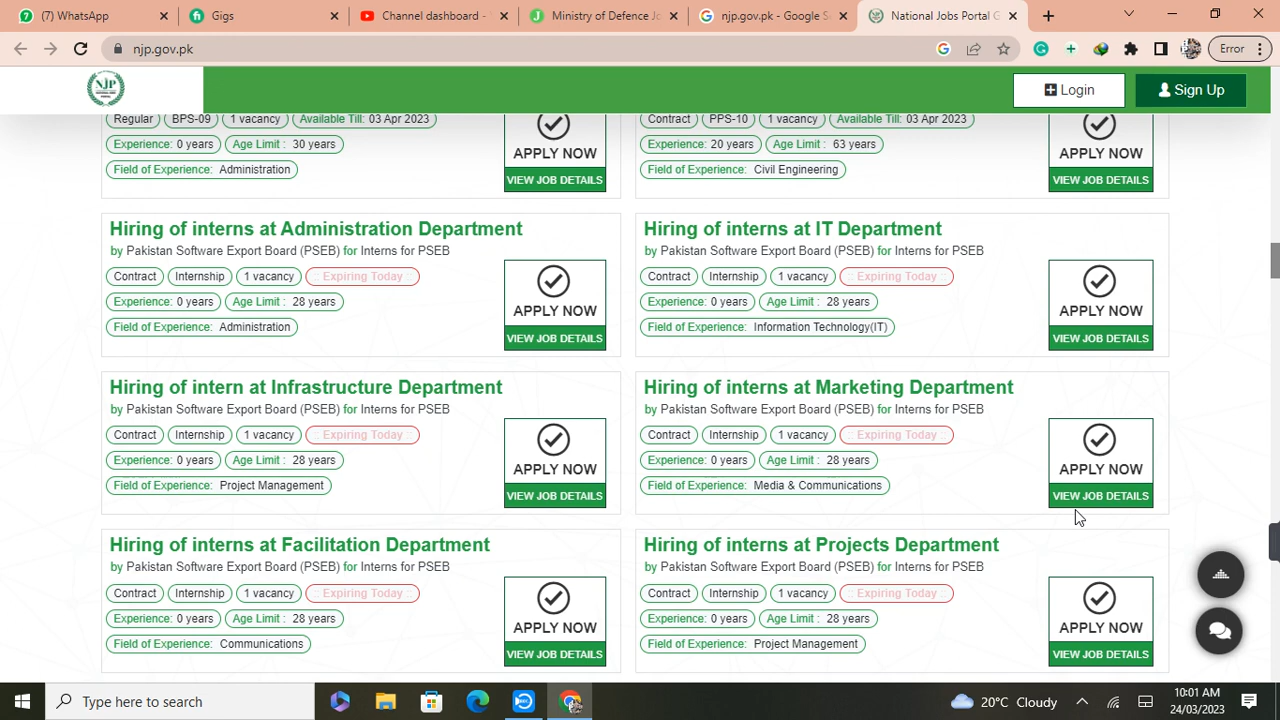 (7) WhatsApp
Gigs
Channel dashboard -
Ministry of Defence Jo
njp.gov.pk - Google S
National Jobs Portal G
njp.gov.pk
Error
NJP
Login
Sign Up
Regular BPS-09 1 vacancy Available Till: 03 Apr 2023
Experience: 0 years Age Limit : 30 years
Field of Experience: Administration
APPLY NOW
VIEW JOB DETAILS
Contract PPS-10 1 vacancy Available Till: 03 Apr 2023
Experience: 20 years Age Limit : 63 years
Field of Experience: Civil Engineering
APPLY NOW
VIEW JOB DETAILS
Hiring of interns at Administration Department
by Pakistan Software Export Board (PSEB) for Interns for PSEB
Contract Internship 1 vacancy :: Expiring Today ::
Experience: 0 years Age Limit : 28 years
Field of Experience: Administration
APPLY NOW
VIEW JOB DETAILS
Hiring of interns at IT Department
by Pakistan Software Export Board (PSEB) for Interns for PSEB
Contract Internship 1 vacancy :: Expiring Today ::
Experience: 0 years Age Limit : 28 years
Field of Experience: Information Technology(IT)
APPLY NOW
VIEW JOB DETAILS
Hiring of intern at Infrastructure Department
by Pakistan Software Export Board (PSEB) for Interns for PSEB
Contract Internship 1 vacancy :: Expiring Today ::
Experience: 0 years Age Limit : 28 years
Field of Experience: Project Management
APPLY NOW
VIEW JOB DETAILS
Hiring of interns at Marketing Department
by Pakistan Software Export Board (PSEB) for Interns for PSEB
Contract Internship 1 vacancy :: Expiring Today ::
Experience: 0 years Age Limit : 28 years
Field of Experience: Media & Communications
APPLY NOW
VIEW JOB DETAILS
Hiring of interns at Facilitation Department
by Pakistan Software Export Board (PSEB) for Interns for PSEB
Contract Internship 1 vacancy :: Expiring Today ::
Experience: 0 years Age Limit : 28 years
Field of Experience: Communications
APPLY NOW
VIEW JOB DETAILS
Hiring of interns at Projects Department
by Pakistan Software Export Board (PSEB) for Interns for PSEB
Contract Internship 1 vacancy :: Expiring Today ::
Experience: 0 years Age Limit : 28 years
Field of Experience: Project Management
APPLY NOW
VIEW JOB DETAILS
Type here to search
20°C Cloudy
10:01 AM
24/03/2023